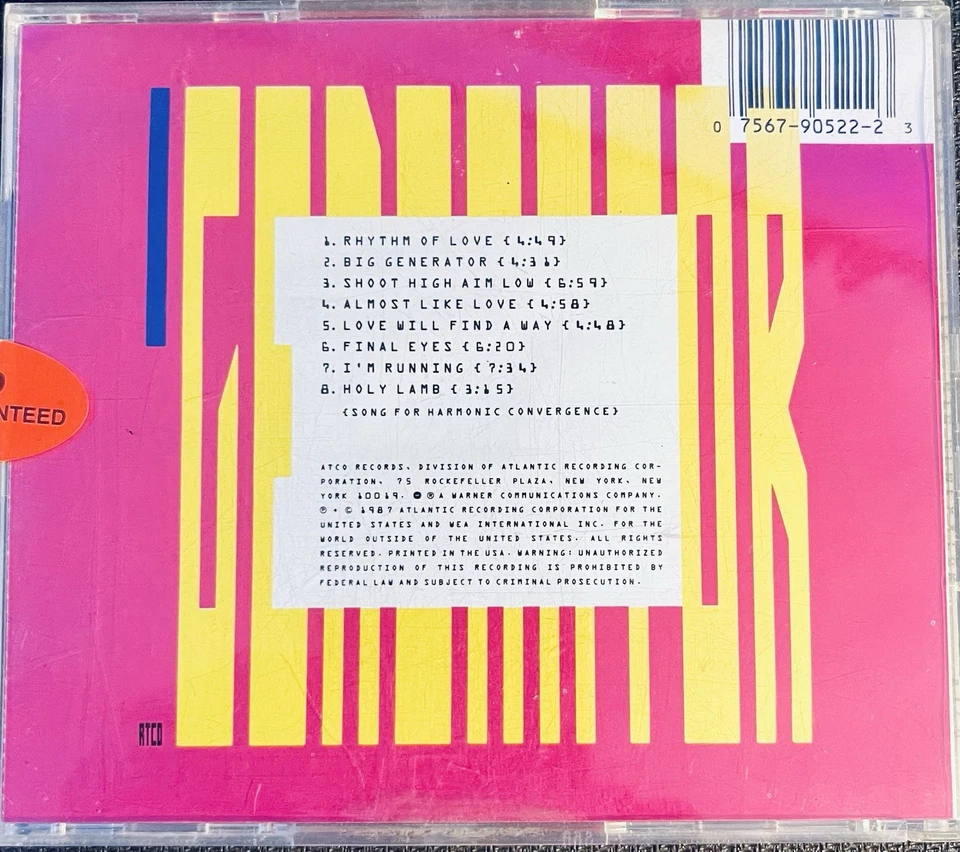 0 7567-90522-2 3
GENERATOR
1. RHYTHM OF LOVE {4:49}
2. BIG GENERATOR {4:31}
3. SHOOT HIGH AIM LOW {6:59}
4. ALMOST LIKE LOVE {4:58}
5. LOVE WILL FIND A WAY {4:48}
6. FINAL EYES {6:20}
7. I'M RUNNING {7:34}
8. HOLY LAMB {3:15}
{SONG FOR HARMONIC CONVERGENCE}
NTEED
ATCO RECORDS, DIVISION OF ATLANTIC RECORDING COR-
PORATION, 75 ROCKEFELLER PLAZA, NEW YORK, NEW
YORK 10019. ® A WARNER COMMUNICATIONS COMPANY.
℗ + © 1987 ATLANTIC RECORDING CORPORATION FOR THE
UNITED STATES AND WEA INTERNATIONAL INC. FOR THE
WORLD OUTSIDE OF THE UNITED STATES. ALL RIGHTS
RESERVED. PRINTED IN THE USA. WARNING: UNAUTHORIZED
REPRODUCTION OF THIS RECORDING IS PROHIBITED BY
FEDERAL LAW AND SUBJECT TO CRIMINAL PROSECUTION.
ATCO